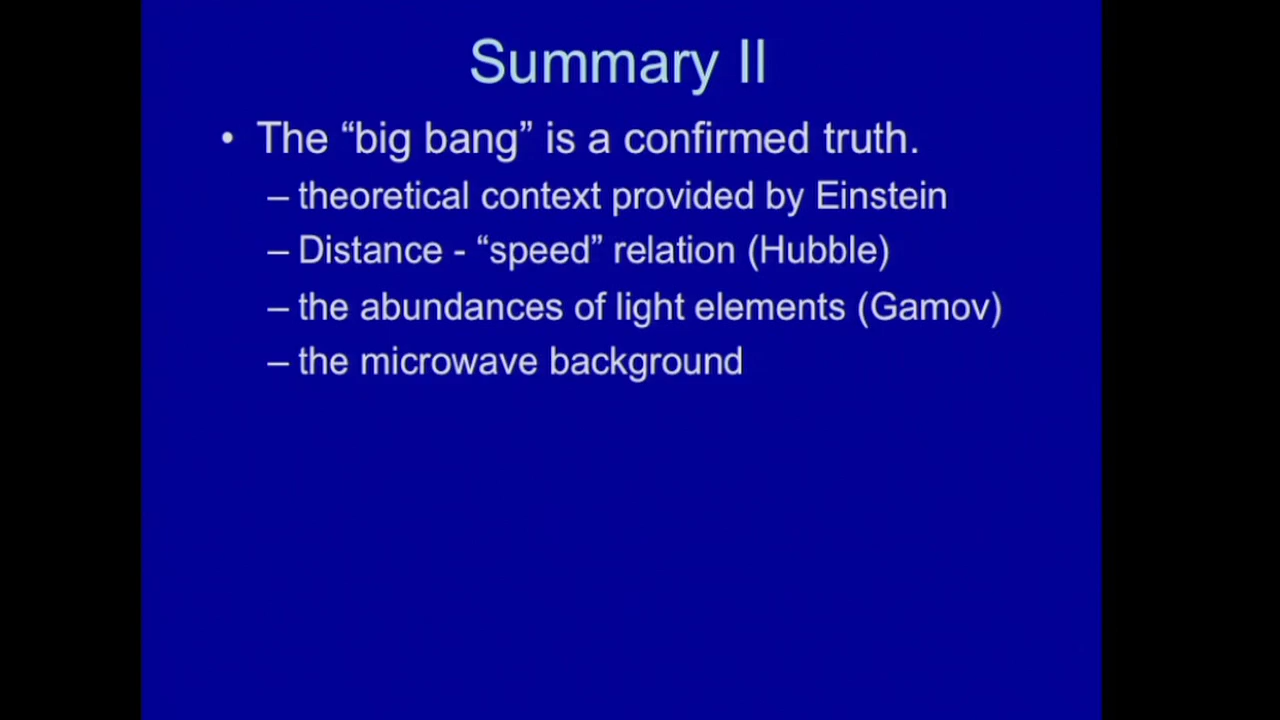 Summary II
• The “big bang” is a confirmed truth.
– theoretical context provided by Einstein
– Distance - “speed” relation (Hubble)
– the abundances of light elements (Gamov)
– the microwave background